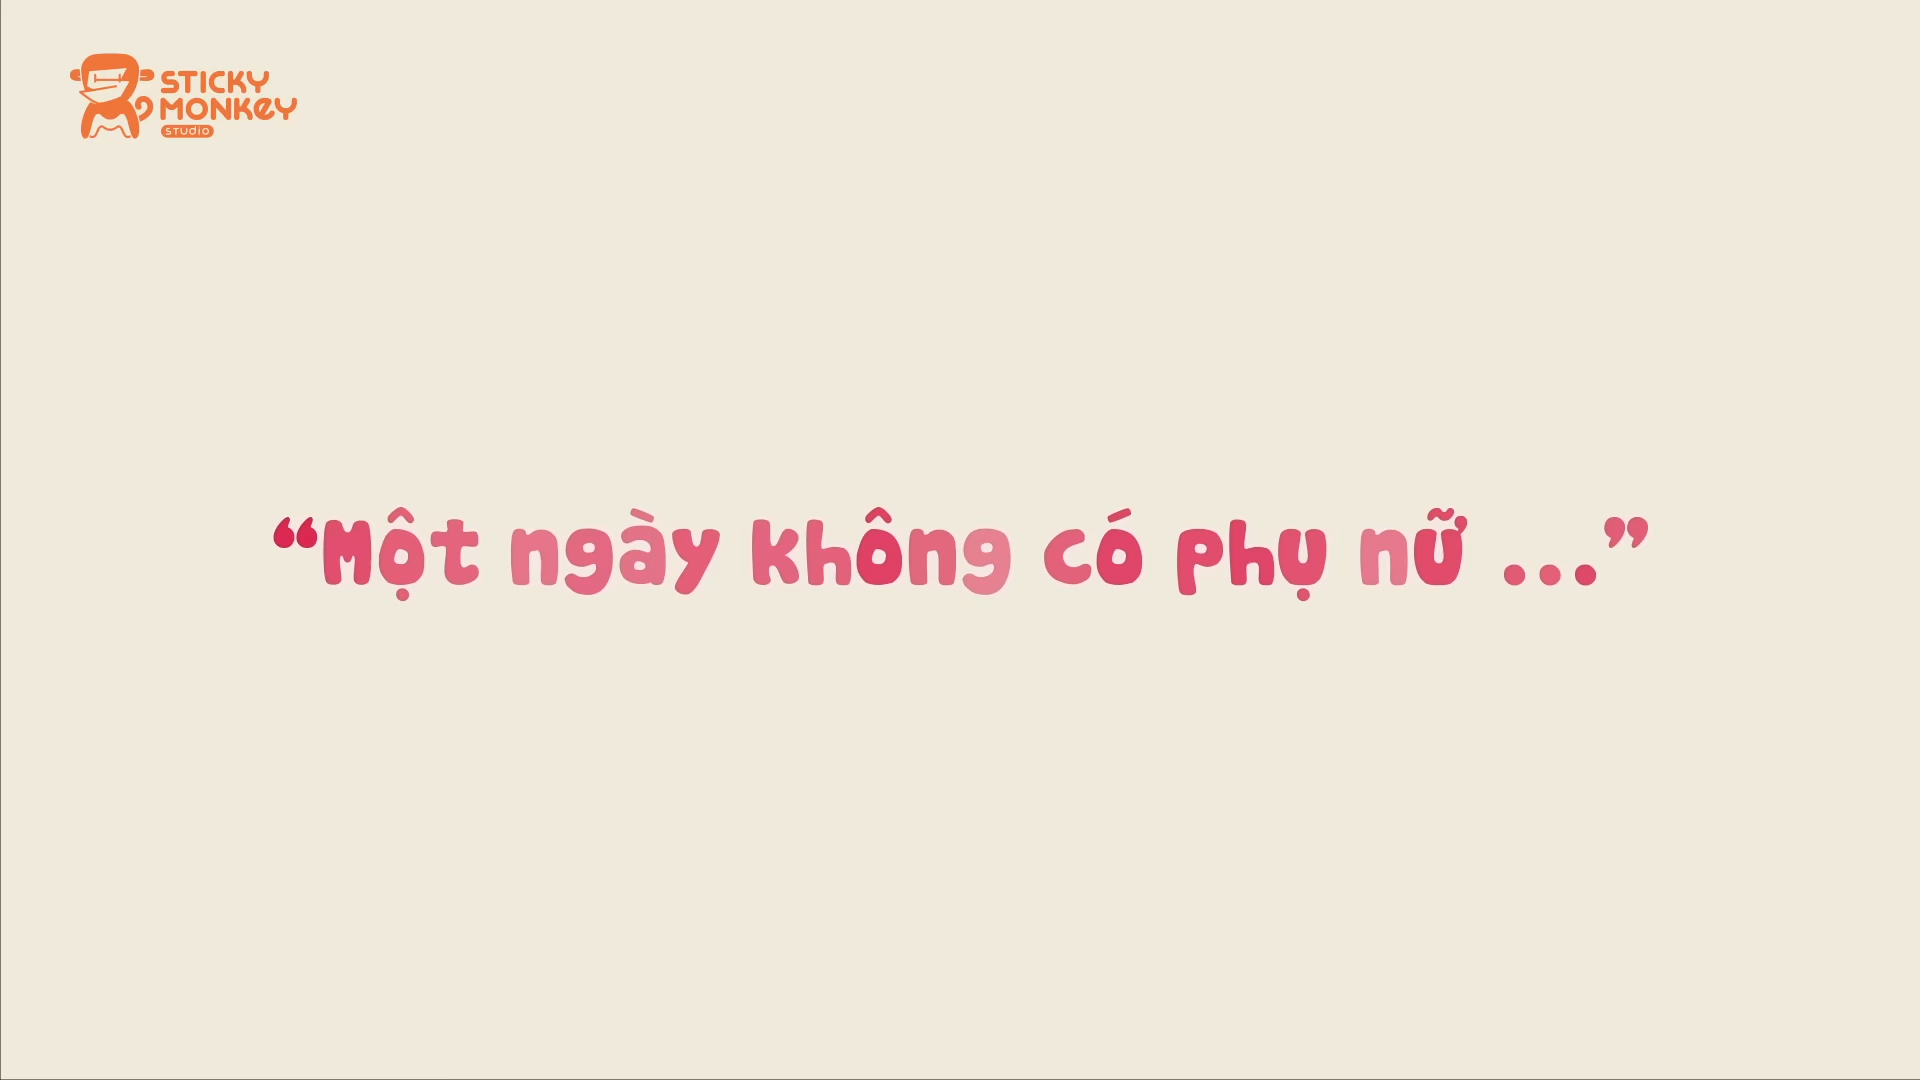 STICKY
MONKEY
STUDIO
“Một ngày không có phụ nữ ...”